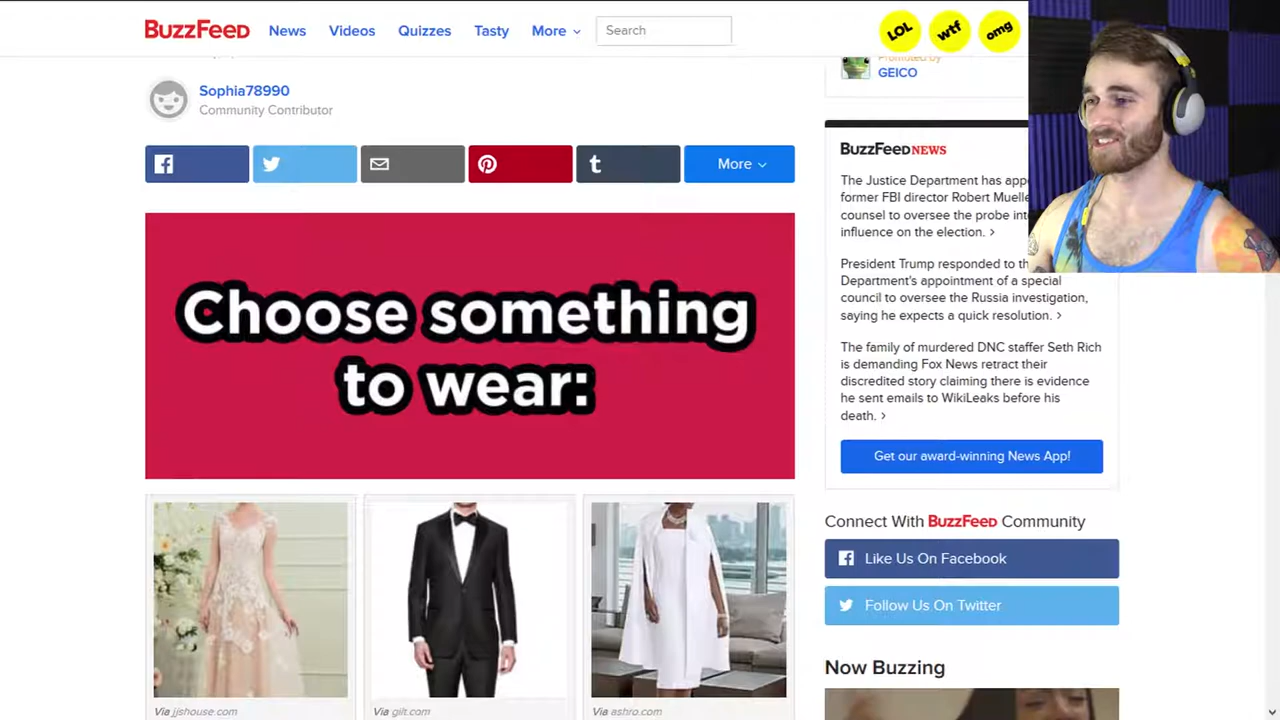 BuzzFeed News Videos Quizzes Tasty More Search LOL wtf omg
Sophia78990
Community Contributor
More
Choose something
to wear:
Via jjshouse.com
Via gilt.com
Via ashro.com
Promoted by
GEICO
BuzzFeed NEWS
The Justice Department has
former FBI director Robert
counsel to oversee the probe
influence on the election. >
President Trump responded to
Department's appointment of a special
council to oversee the Russia investigation,
saying he expects a quick resolution. >
The family of murdered DNC staffer Seth Rich
is demanding Fox News retract their
discredited story claiming there is evidence
he sent emails to WikiLeaks before his
death. >
Get our award-winning News App!
Connect With BuzzFeed Community
Like Us On Facebook
Follow Us On Twitter
Now Buzzing